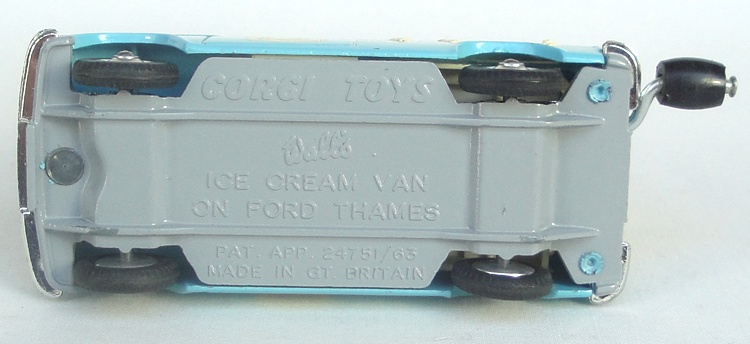 CORGI TOYS
Wall's
ICE CREAM VAN
ON FORD THAMES
PAT. APP. 24751/63
MADE IN GT. BRITAIN